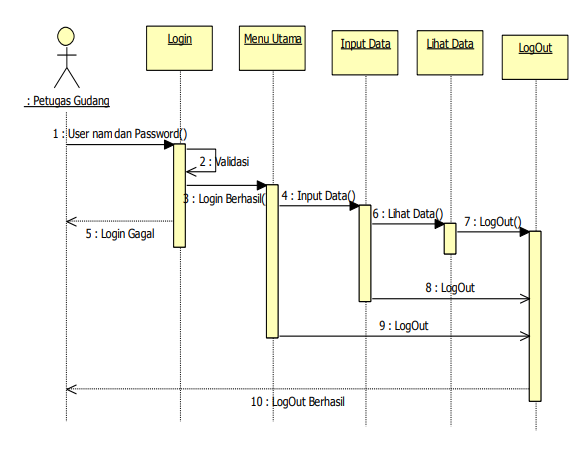 Login
Menu Utama
Input Data
Lihat Data
LogOut
: Petugas Gudang
1 : User nam dan Password()
2 : Validasi
3 : Login Berhasil(
4 : Input Data()
6 : Lihat Data()
7 : LogOut()
5 : Login Gagal
8 : LogOut
9 : LogOut
10 : LogOut Berhasil